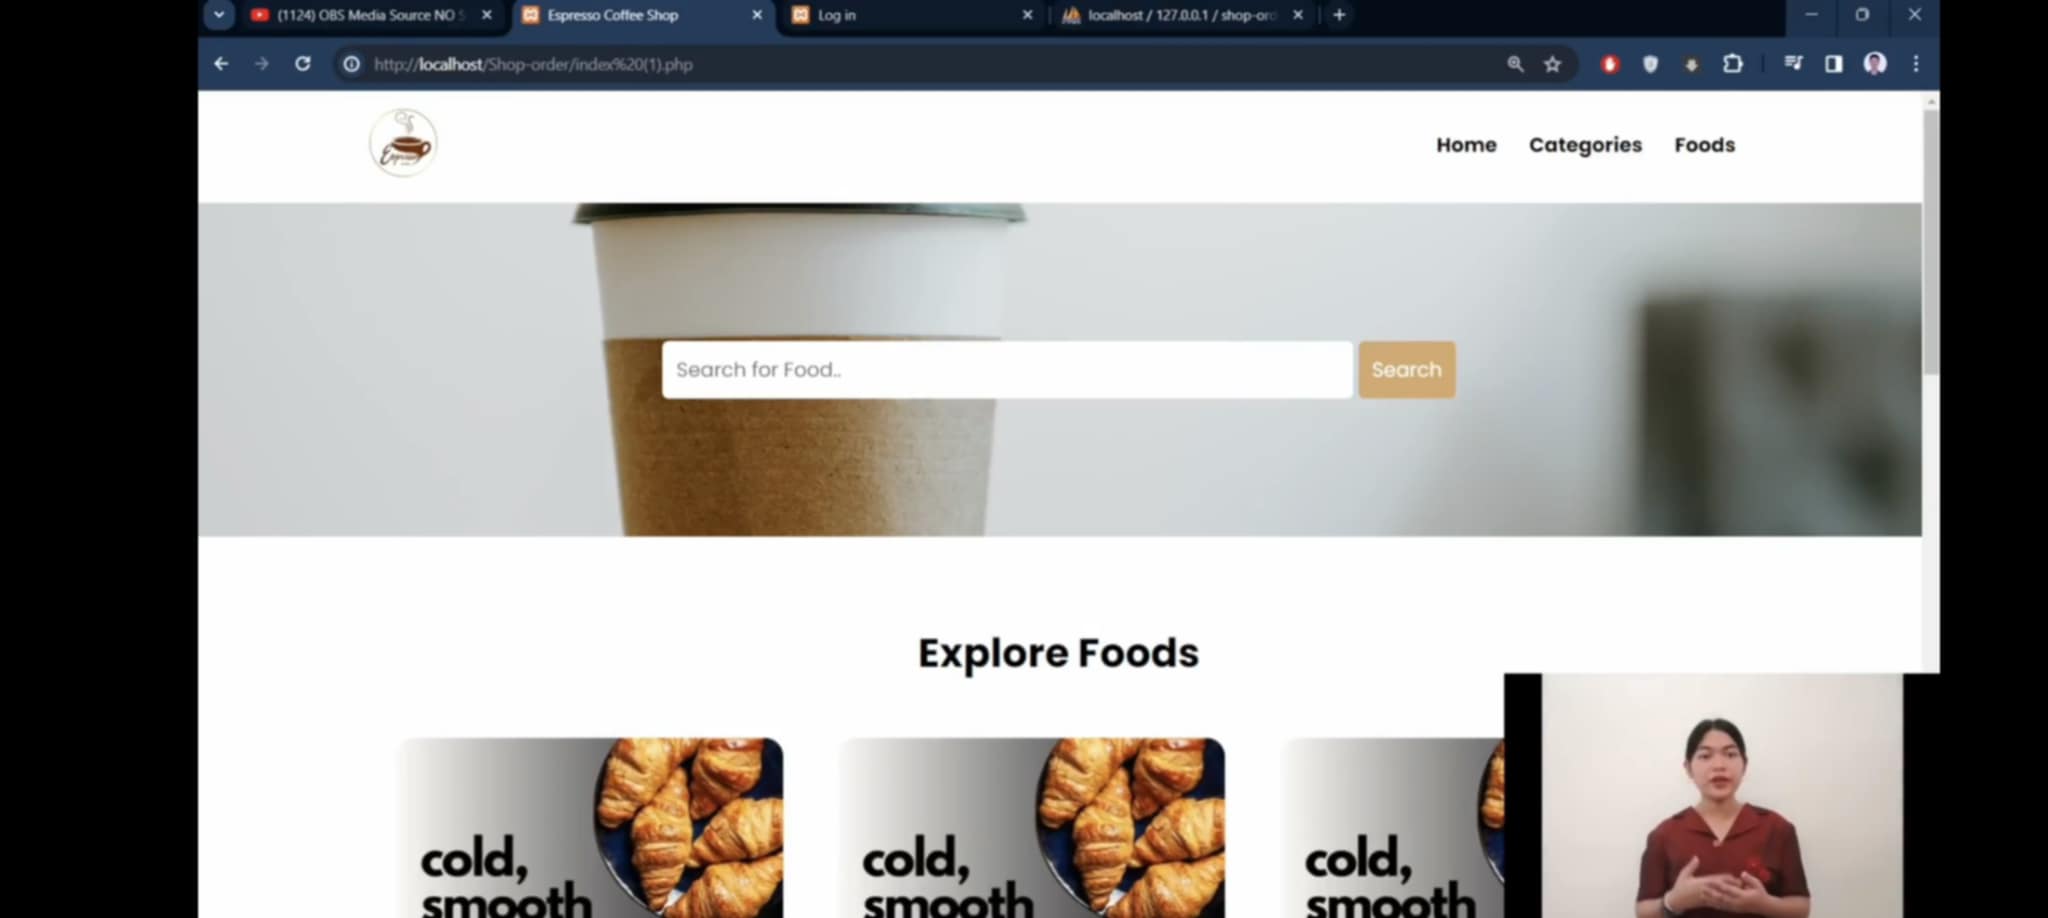 (1124) OBS Media Source NO S
Espresso Coffee Shop
Log in
localhost / 127.0.0.1 / shop-ord
http://localhost/Shop-order/index%20(1).php
Espresso
Home
Categories
Foods
Search for Food..
Search
Explore Foods
cold,
smooth
cold,
smooth
cold,
smooth